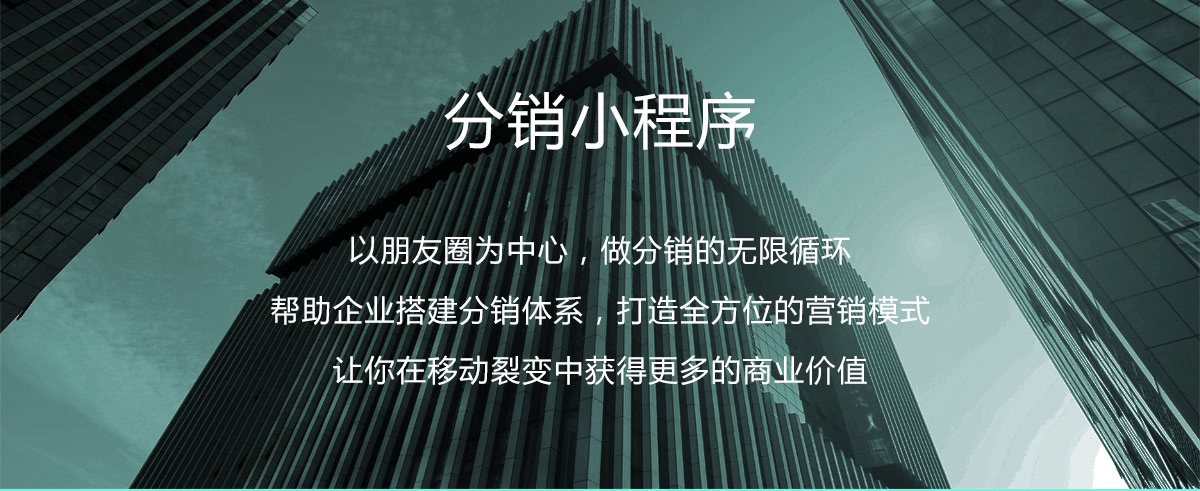 分销小程序
以朋友圈为中心，做分销的无限循环
帮助企业搭建分销体系，打造全方位的营销模式
让你在移动裂变中获得更多的商业价值